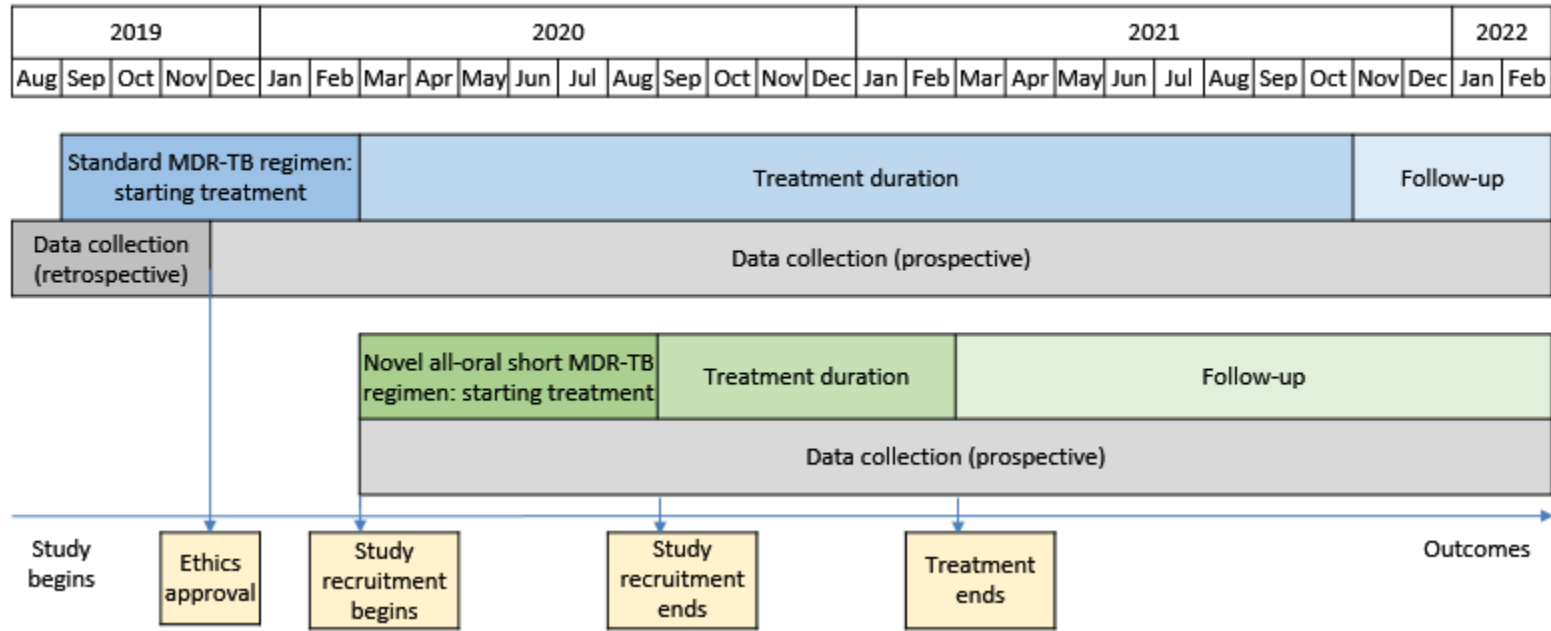 2019 2020 2021 2022
Aug Sep Oct Nov Dec Jan Feb Mar Apr May Jun Jul Aug Sep Oct Nov Dec Jan Feb Mar Apr May Jun Jul Aug Sep Oct Nov Dec Jan Feb
Standard MDR-TB regimen:
starting treatment
Treatment duration
Follow-up
Data collection
(retrospective)
Data collection (prospective)
Novel all-oral short MDR-TB
regimen: starting treatment
Treatment duration
Follow-up
Data collection (prospective)
Study
begins
Ethics
approval
Study
recruitment
begins
Study
recruitment
ends
Treatment
ends
Outcomes